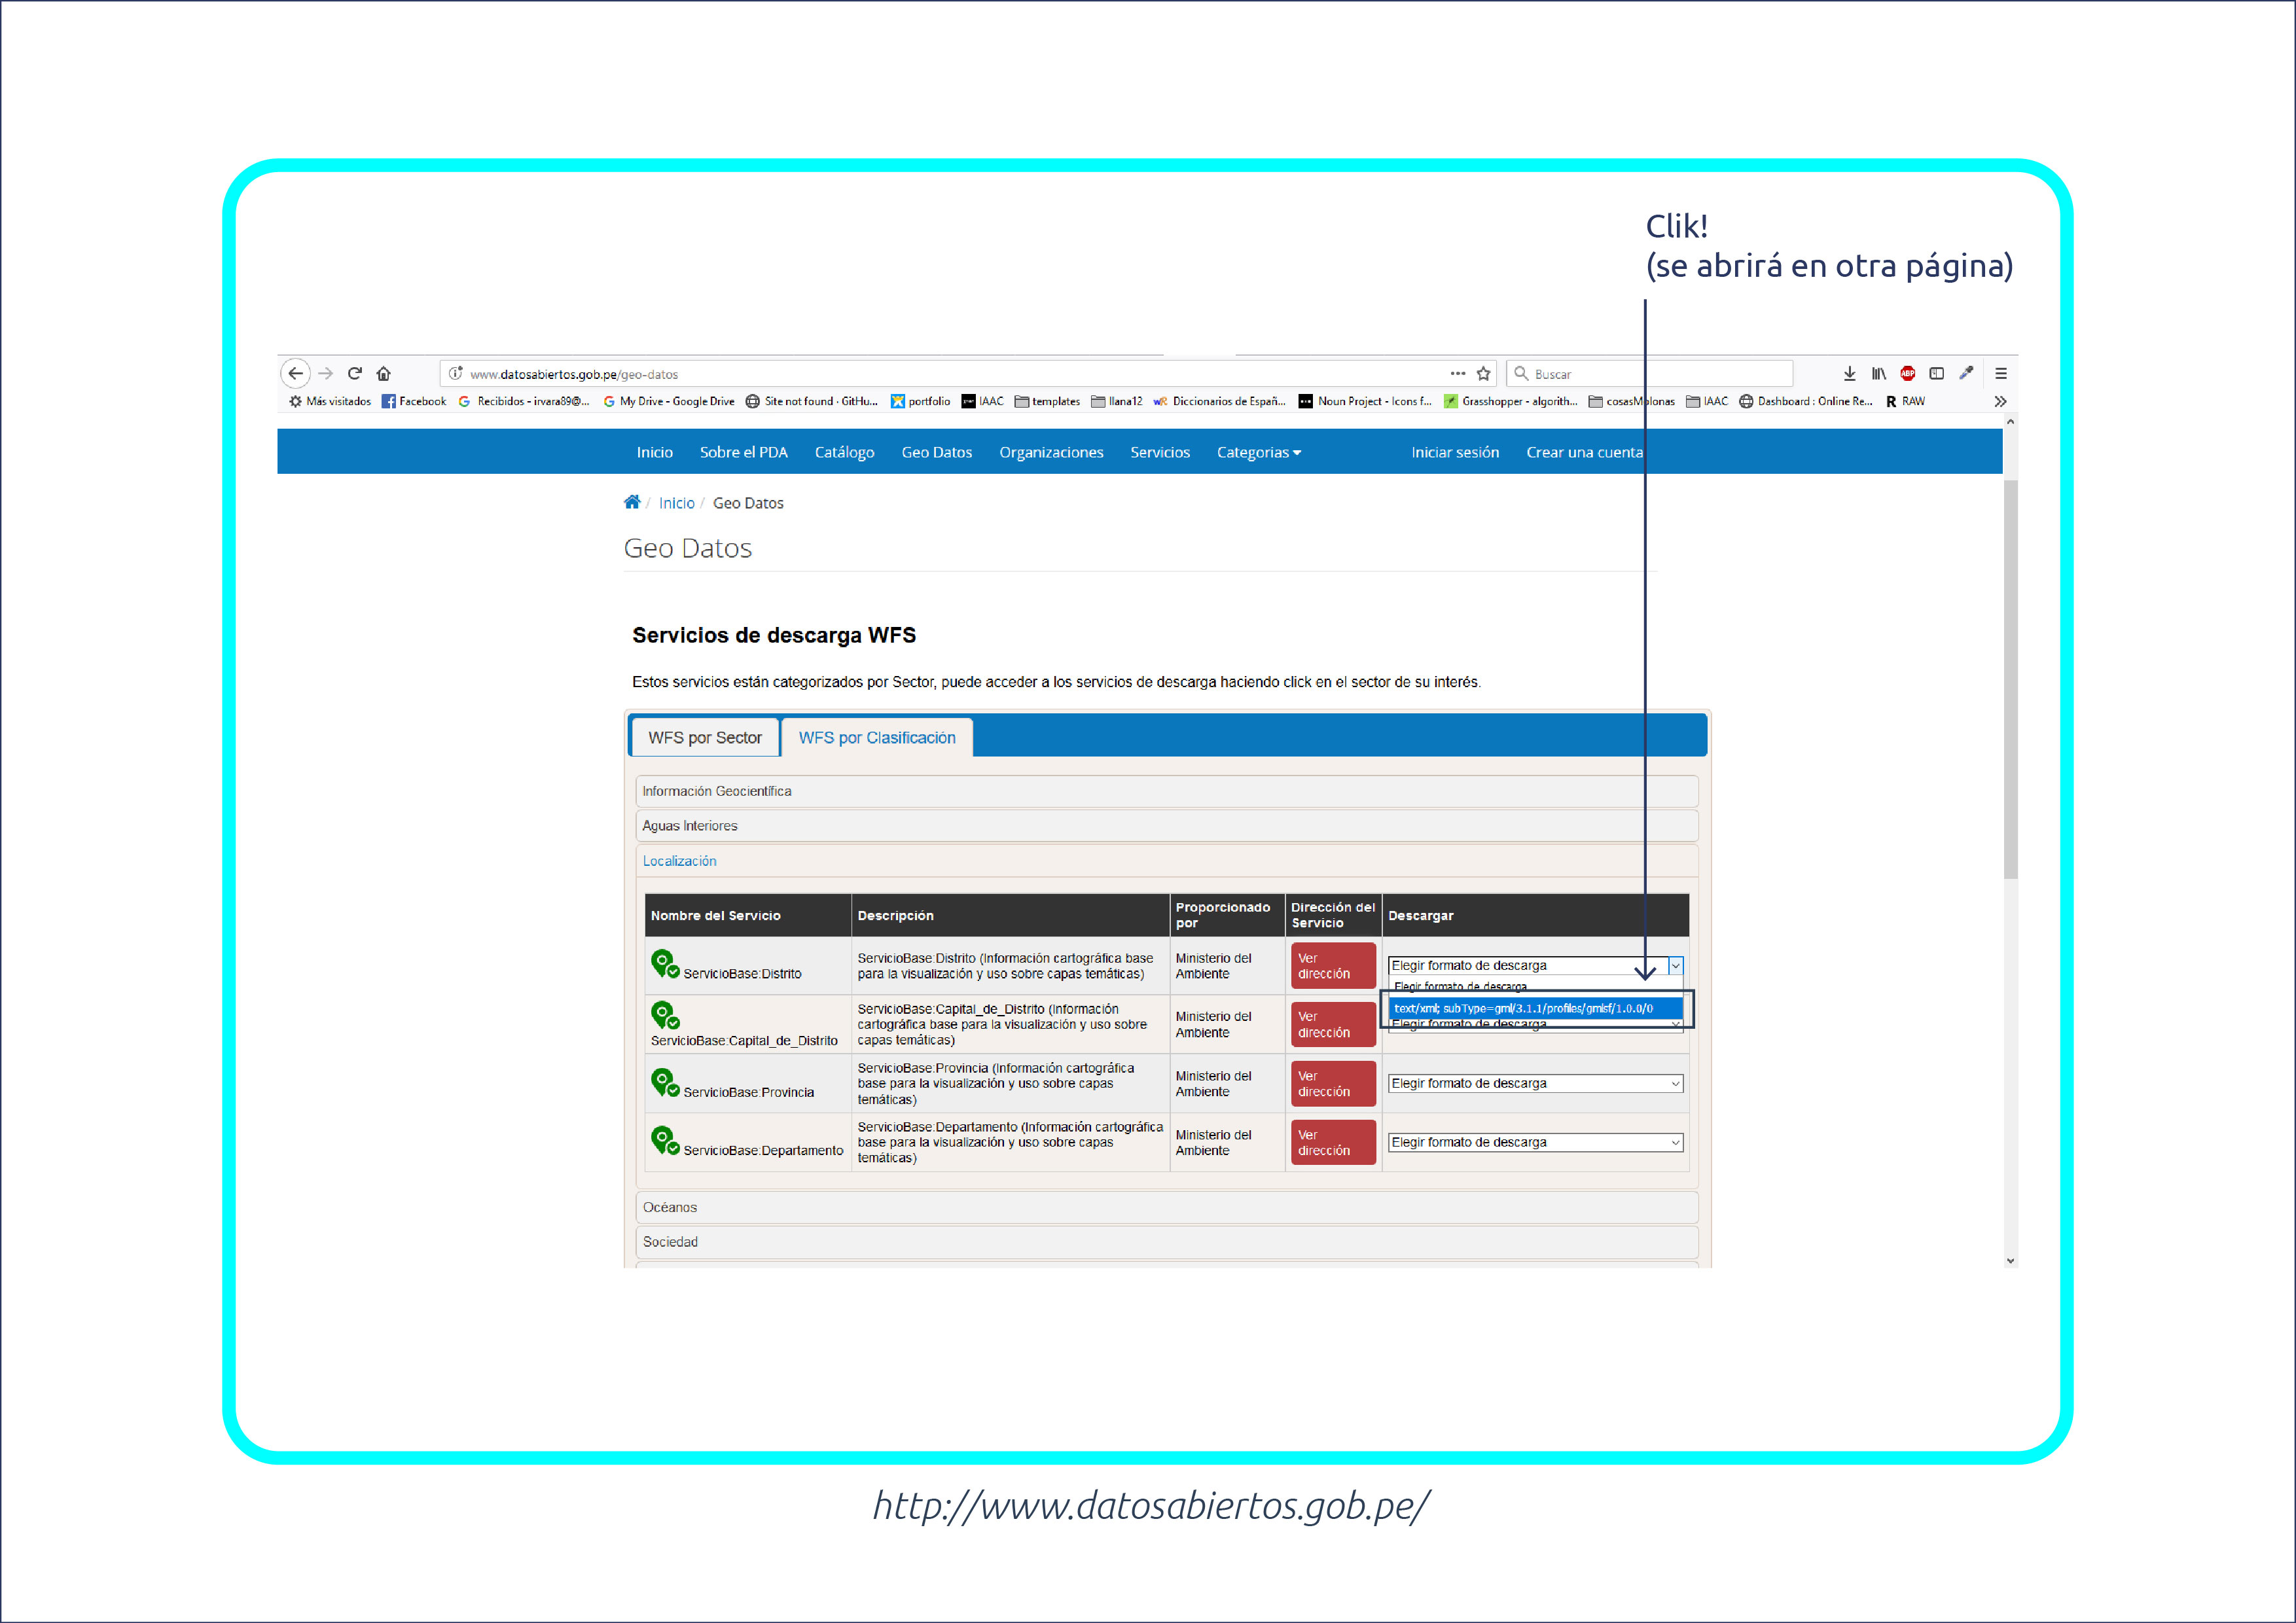 Clik!
(se abrirá en otra página)
www.datosabiertos.gob.pe/geo-datos
Buscar
Más visitados Facebook Recibidos - irvara89@... My Drive - Google Drive Site not found · GitHu... portfolio IAAC templates llana12 Diccionarios de Españ... Noun Project - Icons f... Grasshopper - algorith... cosasMolonas IAAC Dashboard : Online Re... RAW
Inicio Sobre el PDA Catálogo Geo Datos Organizaciones Servicios Categorias Iniciar sesión Crear una cuenta
/ Inicio / Geo Datos
Geo Datos
Servicios de descarga WFS
Estos servicios están categorizados por Sector, puede acceder a los servicios de descarga haciendo click en el sector de su interés.
WFS por Sector WFS por Clasificación
Información Geocientífica
Aguas Interiores
Localización
Nombre del Servicio Descripción Proporcionado por Dirección del Servicio Descargar
ServicioBase:Distrito
ServicioBase:Distrito (Información cartográfica base
para la visualización y uso sobre capas temáticas)
Ministerio del
Ambiente
Ver
dirección
Elegir formato de descarga
Elegir formato de descarga
text/xml; subType=gml/3.1.1/profiles/gmlsf/1.0.0/0
ServicioBase:Capital_de_Distrito
ServicioBase:Capital_de_Distrito (Información
cartográfica base para la visualización y uso sobre
capas temáticas)
Ministerio del
Ambiente
Ver
dirección
Elegir formato de descarga
ServicioBase:Provincia
ServicioBase:Provincia (Información cartográfica
base para la visualización y uso sobre capas
temáticas)
Ministerio del
Ambiente
Ver
dirección
Elegir formato de descarga
ServicioBase:Departamento
ServicioBase:Departamento (Información cartográfica
base para la visualización y uso sobre capas
temáticas)
Ministerio del
Ambiente
Ver
dirección
Elegir formato de descarga
Océanos
Sociedad
http://www.datosabiertos.gob.pe/